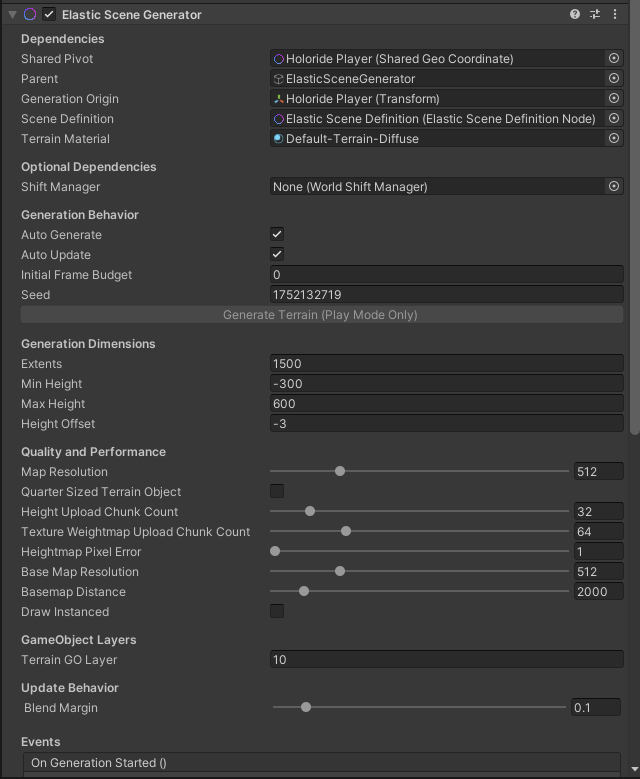 Elastic Scene Generator
Dependencies
Shared Pivot Holoride Player (Shared Geo Coordinate)
Parent ElasticSceneGenerator
Generation Origin Holoride Player (Transform)
Scene Definition Elastic Scene Definition (Elastic Scene Definition Node)
Terrain Material Default-Terrain-Diffuse
Optional Dependencies
Shift Manager None (World Shift Manager)
Generation Behavior
Auto Generate
Auto Update
Initial Frame Budget 0
Seed 1752132719
Generate Terrain (Play Mode Only)
Generation Dimensions
Extents 1500
Min Height -300
Max Height 600
Height Offset -3
Quality and Performance
Map Resolution 512
Quarter Sized Terrain Object
Height Upload Chunk Count 32
Texture Weightmap Upload Chunk Count 64
Heightmap Pixel Error 1
Base Map Resolution 512
Basemap Distance 2000
Draw Instanced
GameObject Layers
Terrain GO Layer 10
Update Behavior
Blend Margin 0.1
Events
On Generation Started ()